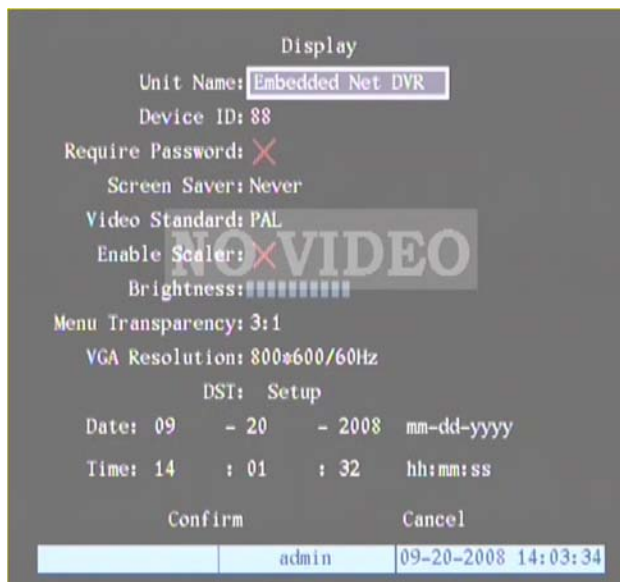 Display
Unit Name: Embedded Net DVR
Device ID: 88
Require Password:
Screen Saver: Never
Video Standard: PAL
NO VIDEO
Enable Scaler:
Brightness:
Menu Transparency: 3:1
VGA Resolution: 800*600/60Hz
DST: Setup
Date: 09 - 20 - 2008 mm-dd-yyyy
Time: 14 : 01 : 32 hh:mm:ss
Confirm Cancel
admin 09-20-2008 14:03:34